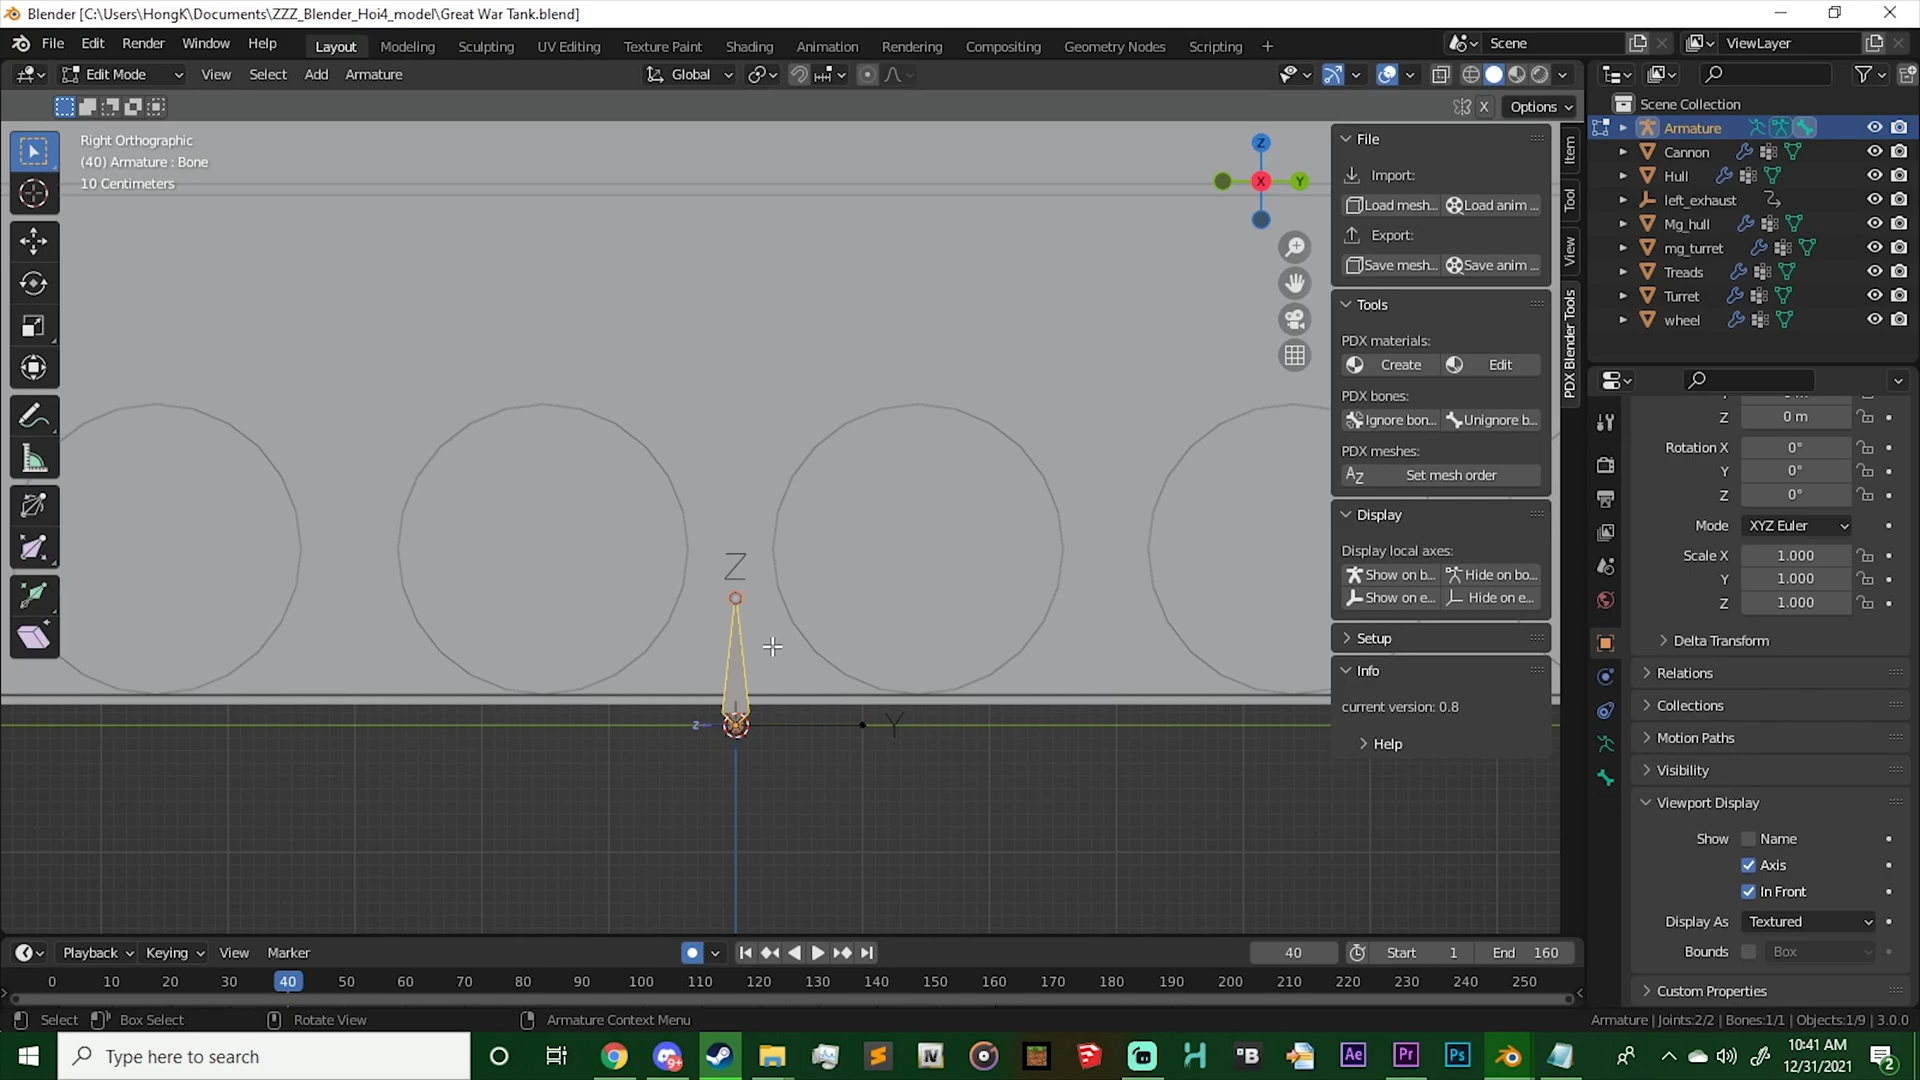 Blender [C:\Users\HongK\Documents\ZZZ_Blender_Hoi4_model\Great War Tank.blend]
File Edit Render Window Help Layout Modeling Sculpting UV Editing Texture Paint Shading Animation Rendering Compositing Geometry Nodes Scripting + Scene ViewLayer
Edit Mode View Select Add Armature Global
X Options
Right Orthographic
(40) Armature : Bone
10 Centimeters
Z
X
Y
Z
z
Y
File
Import:
Load mesh... Load anim ...
Export:
Save mesh... Save anim ...
Tools
PDX materials:
Create Edit
PDX bones:
Ignore bon... Unignore b...
PDX meshes:
AZ Set mesh order
Display
Display local axes:
Show on b... Hide on bo...
Show on e... Hide on e...
Setup
Info
current version: 0.8
Help
Item
Tool
View
PDX Blender Tools
Scene Collection
Armature
Cannon
Hull
left_exhaust
Mg_hull
mg_turret
Treads
Turret
wheel
Z 0 m
Rotation X 0°
Y 0°
Z 0°
Mode XYZ Euler
Scale X 1.000
Y 1.000
Z 1.000
Delta Transform
Relations
Collections
Motion Paths
Visibility
Viewport Display
Show Name
Axis
In Front
Display As Textured
Bounds Box
Custom Properties
Playback Keying View Marker 40 Start 1 End 160
0 10 20 30 40 50 60 70 80 90 100 110 120 130 140 150 160 170 180 190 200 210 220 230 240 250
Select Box Select Rotate View Armature Context Menu Armature | Joints:2/2 | Bones:1/1 | Objects:1/9 | 3.0.0
Type here to search
Ae Pr Ps
10:41 AM
12/31/2021
2